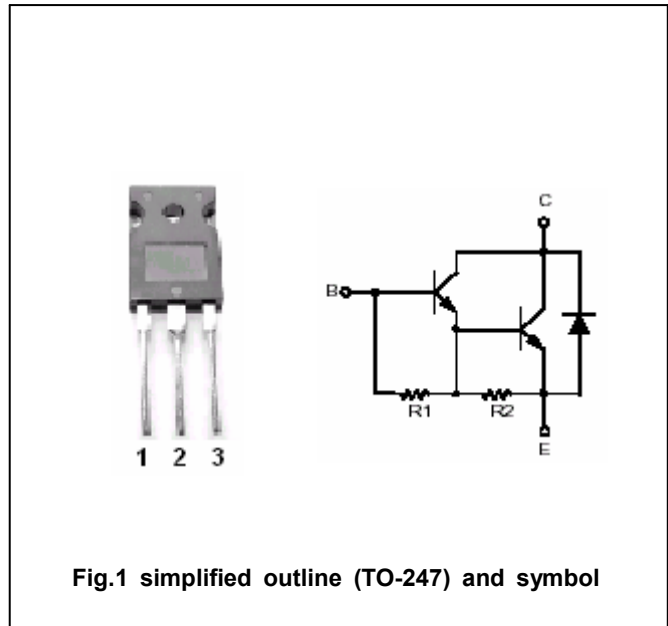 C
B
R1 R2
E
1 2 3
Fig.1 simplified outline (TO-247) and symbol